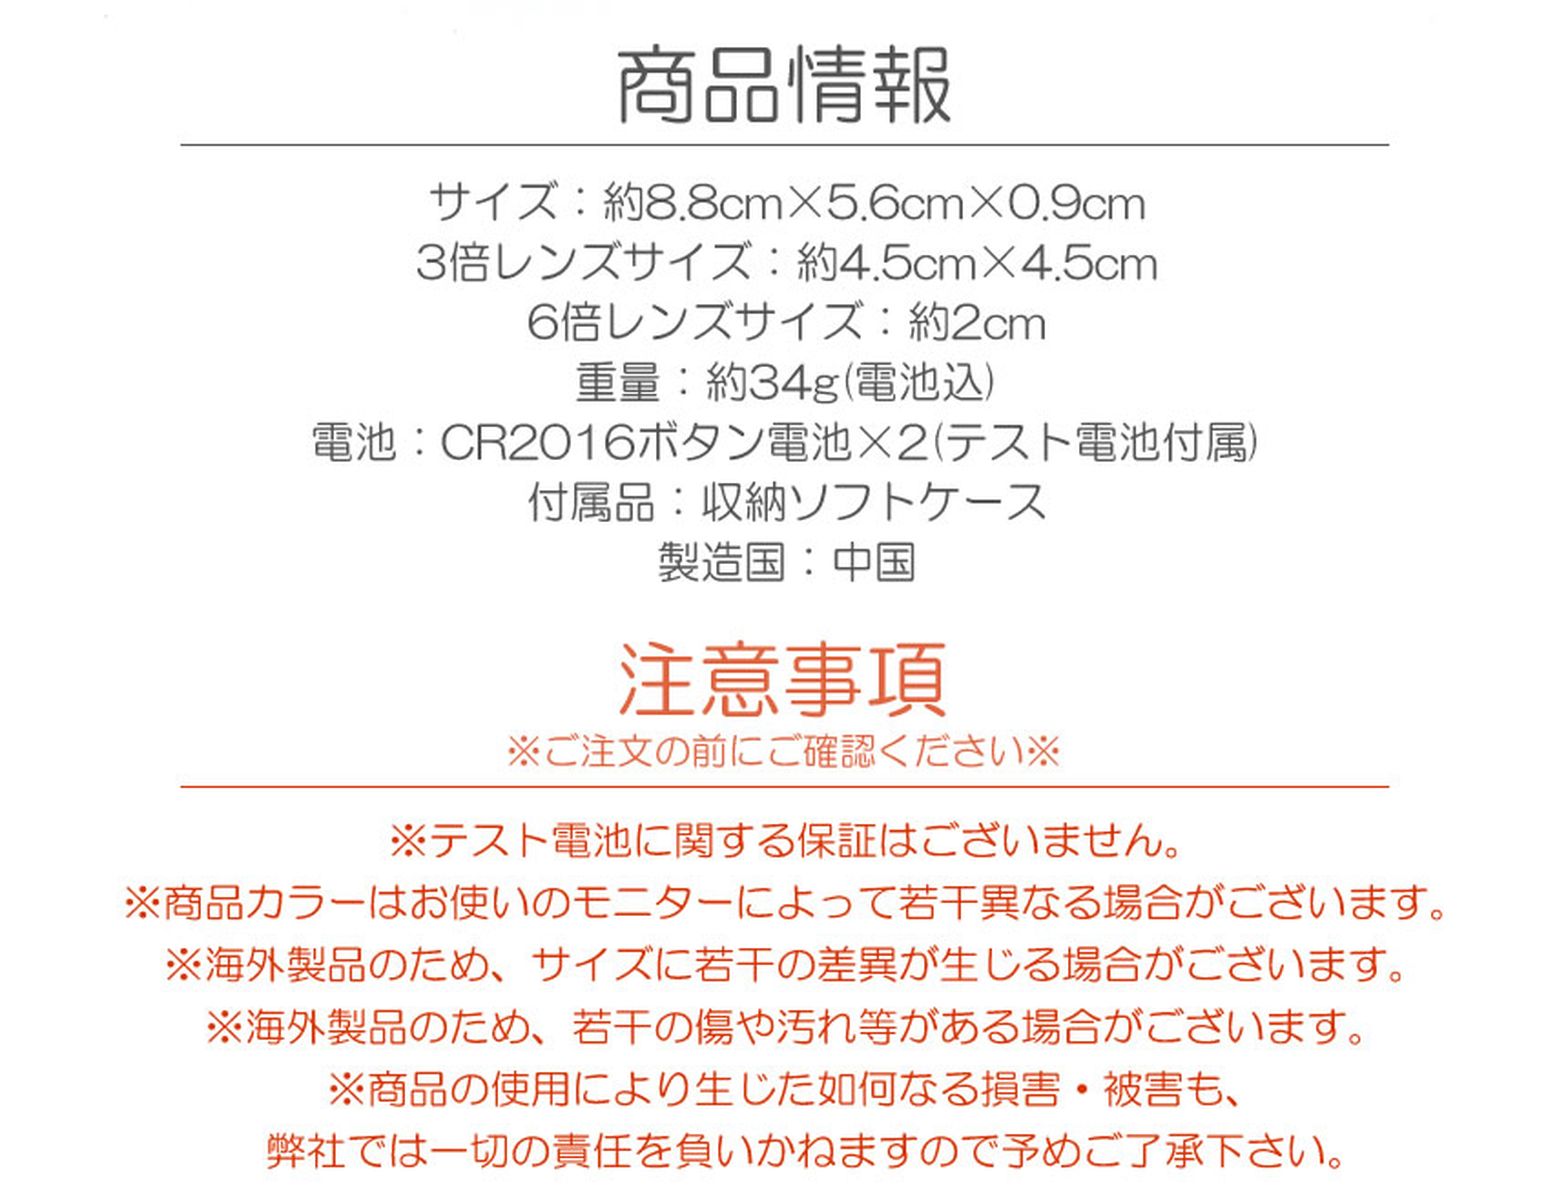 商品情報
サイズ：約8.8cm×5.6cm×0.9cm
3倍レンズサイズ：約4.5cm×4.5cm
6倍レンズサイズ：約2cm
重量：約34g(電池込)
電池：CR2016ボタン電池×2(テスト電池付属)
付属品：収納ソフトケース
製造国：中国
注意事項
※ご注文の前にご確認ください※
※テスト電池に関する保証はございません。
※商品カラーはお使いのモニターによって若干異なる場合がございます。
※海外製品のため、サイズに若干の差異が生じる場合がございます。
※海外製品のため、若干の傷や汚れ等がある場合がございます。
※商品の使用により生じた如何なる損害・被害も、
弊社では一切の責任を負いかねますので予めご了承下さい。